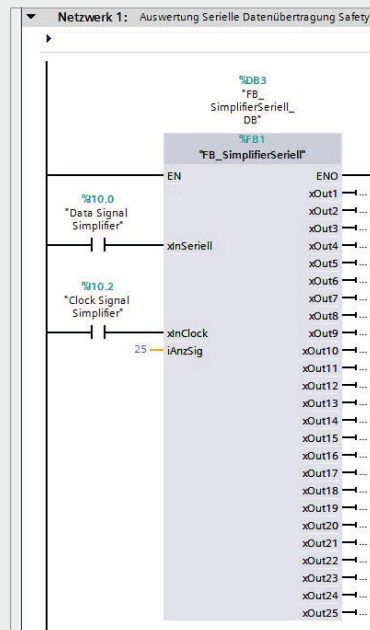 Netzwerk 1: Auswertung Serielle Datenübertragung Safety
%DB3
"FB_
SimplifierSeriell_
DB"
%FB1
"FB_SimplifierSeriell"
EN
ENO
xOut1
%I10.0
xOut2
"Data Signal
xOut3
Simplifier"
xInSeriell
xOut4
xOut5
%I10.2
xOut6
"Clock Signal
xOut7
Simplifier"
xOut8
xInClock
xOut9
25
iAnzSig
xOut10
xOut11
xOut12
xOut13
xOut14
xOut15
xOut16
xOut17
xOut18
xOut19
xOut20
xOut21
xOut22
xOut23
xOut24
xOut25